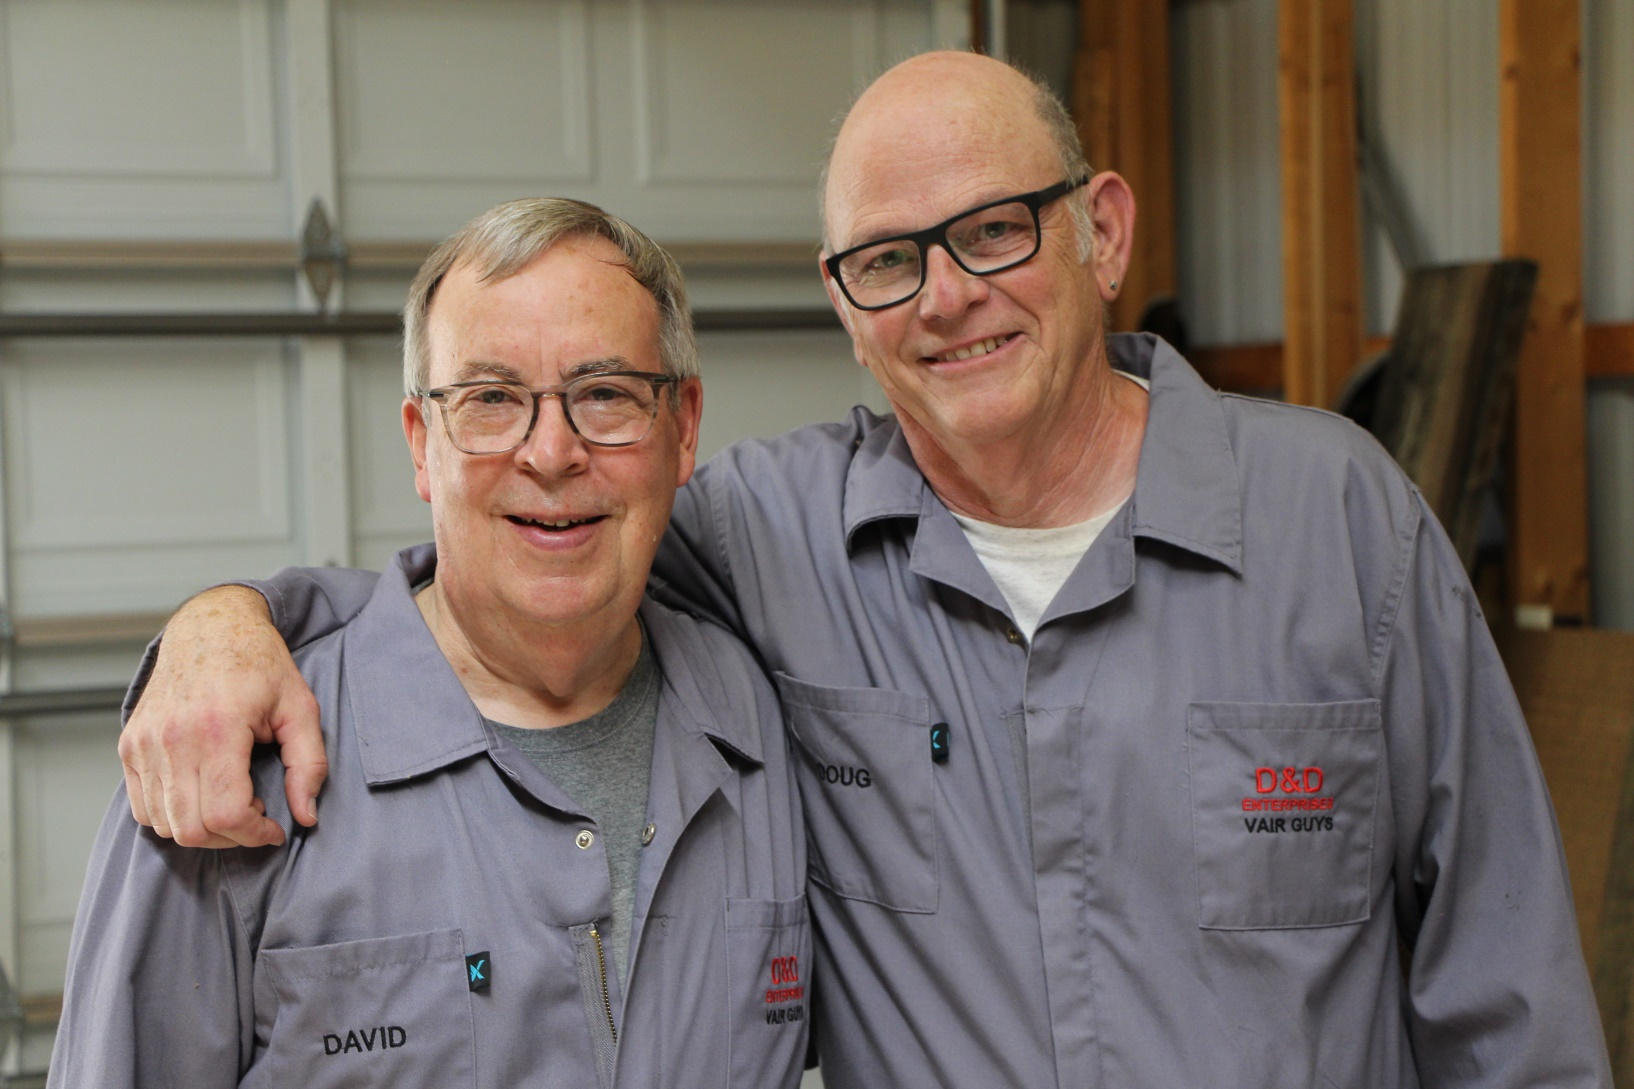 DOUG
D&D
ENTERPRISES
VAIR GUYS
DAVID
D&D
ENTERPRISES
VAIR GUYS